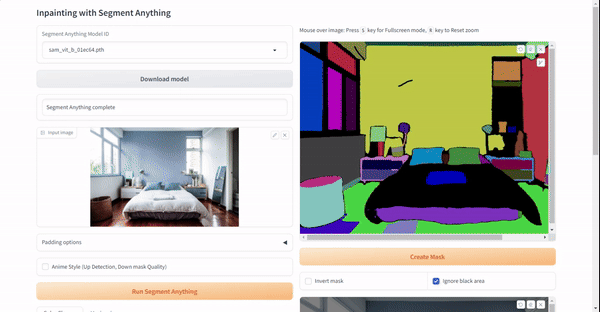 Inpainting with Segment Anything
Segment Anything Model ID
sam_vit_b_01ec64.pth
Download model
Segment Anything complete
Input image
Padding options
Anime Style (Up Detection, Down mask Quality)
Run Segment Anything
Mouse over image: Press S key for Fullscreen mode, R key to Reset zoom
Create Mask
Invert mask
Ignore black area